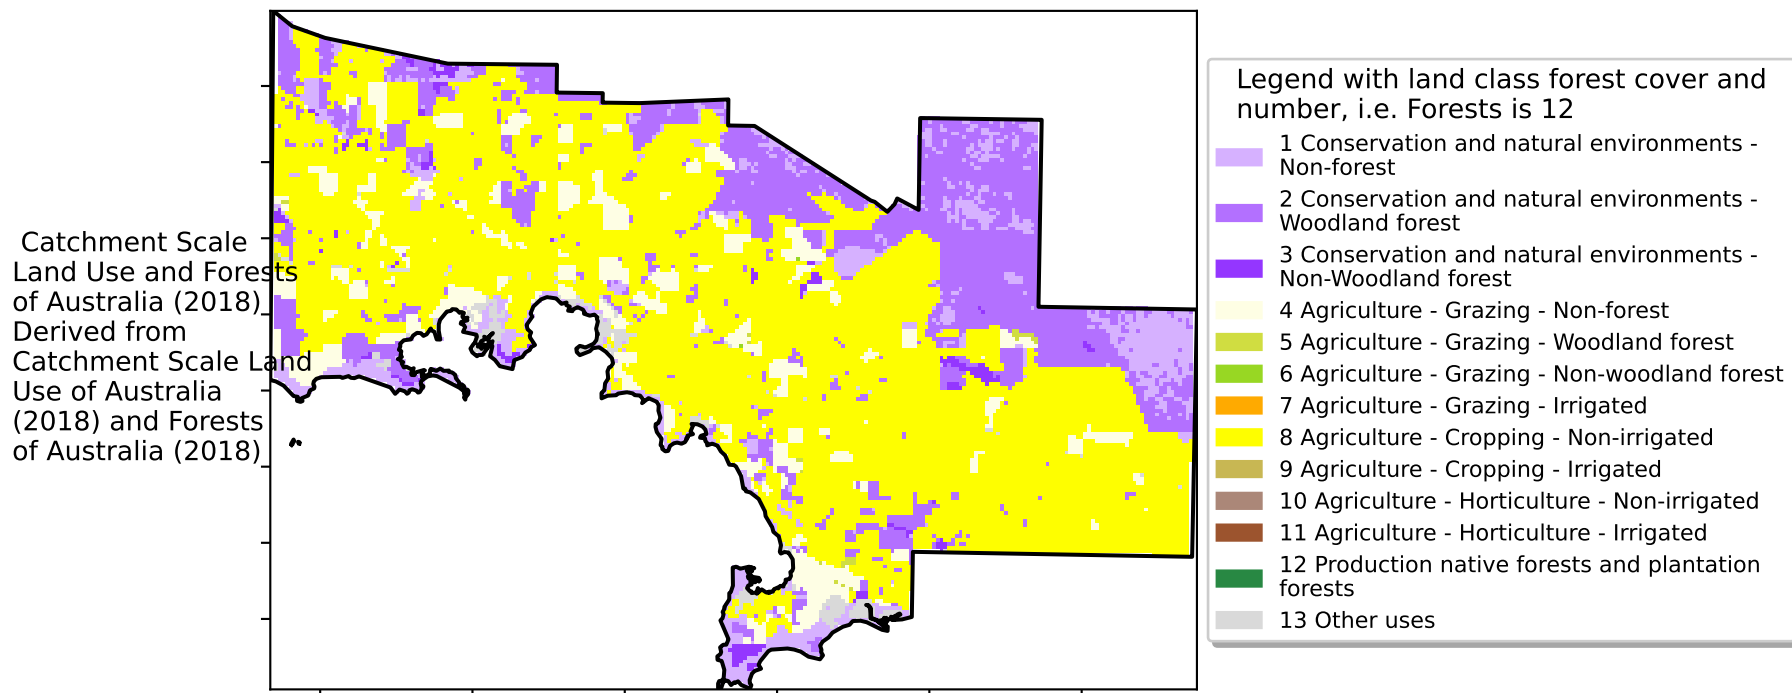 Catchment Scale
Land Use and Forests
of Australia (2018)
Derived from
Catchment Scale Land
Use of Australia
(2018) and Forests
of Australia (2018)
Legend with land class forest cover and
number, i.e. Forests is 12
1 Conservation and natural environments -
Non-forest
2 Conservation and natural environments -
Woodland forest
3 Conservation and natural environments -
Non-Woodland forest
4 Agriculture - Grazing - Non-forest
5 Agriculture - Grazing - Woodland forest
6 Agriculture - Grazing - Non-woodland forest
7 Agriculture - Grazing - Irrigated
8 Agriculture - Cropping - Non-irrigated
9 Agriculture - Cropping - Irrigated
10 Agriculture - Horticulture - Non-irrigated
11 Agriculture - Horticulture - Irrigated
12 Production native forests and plantation
forests
13 Other uses